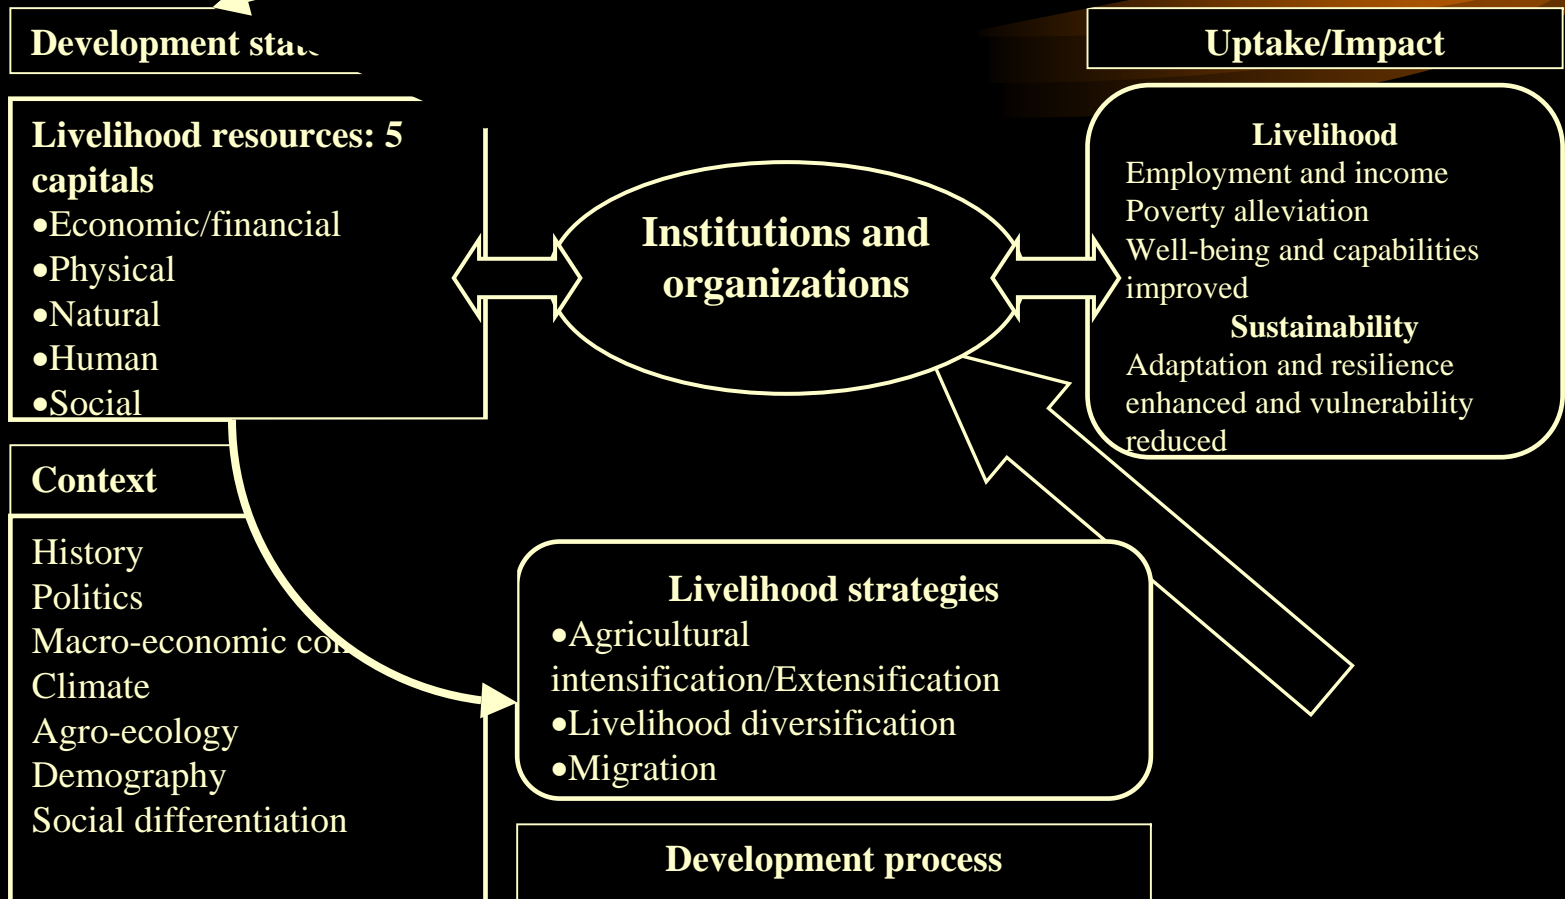 Development
Livelihood resources: 5
capitals
•Economic/financial
•Physical
•Natural
•Human
•Social
Context
History
Politics
Macro-economic
Climate
Agro-ecology
Demography
Social differentiation
Institutions and
organizations
Livelihood strategies
•Agricultural
intensification/Extensification
•Livelihood diversification
•Migration
Development process
Uptake/Impact
Livelihood
Employment and income
Poverty alleviation
Well-being and capabilities
improved
Sustainability
Adaptation and resilience
enhanced and vulnerability
reduced